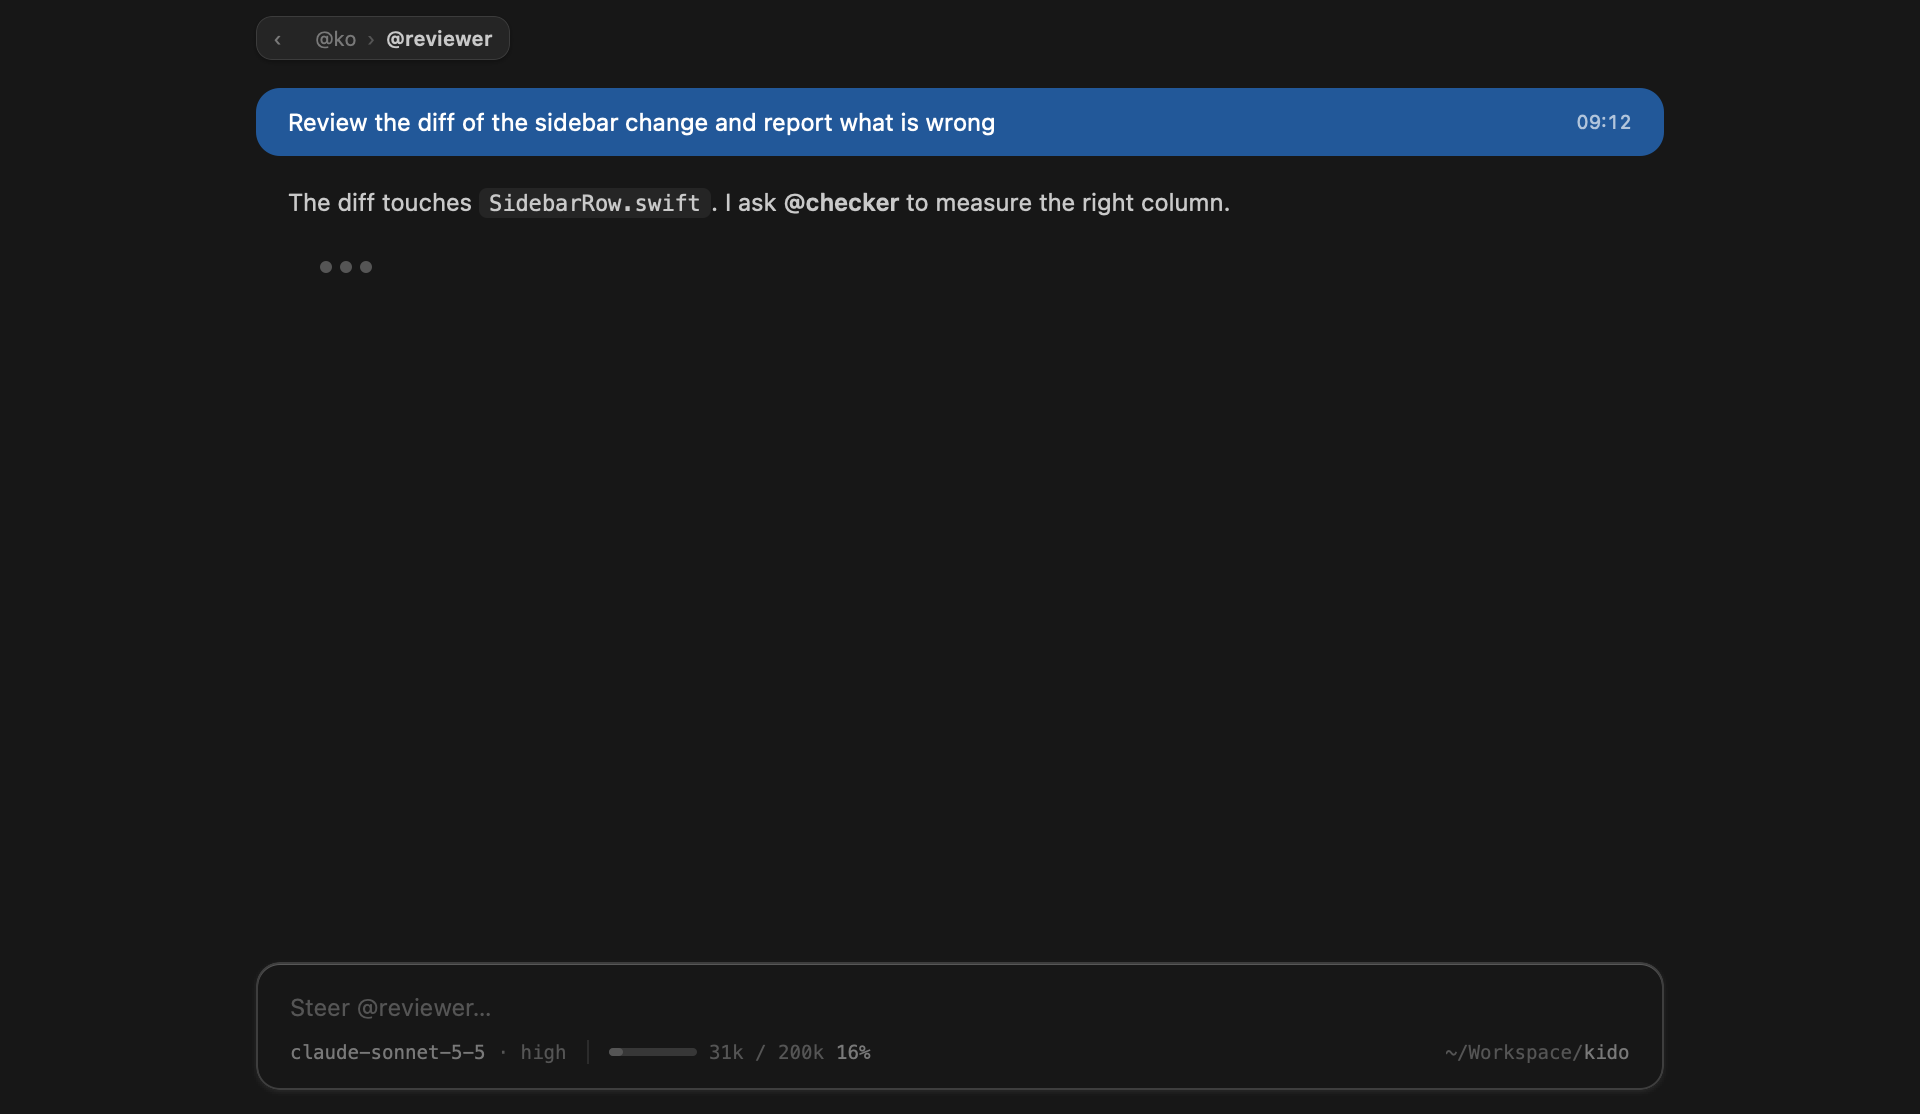 ‹ @ko › @reviewer
Review the diff of the sidebar change and report what is wrong 09:12
The diff touches SidebarRow.swift. I ask @checker to measure the right column.
Steer @reviewer...
claude-sonnet-5-5 · high 31k / 200k 16% ~/Workspace/kido